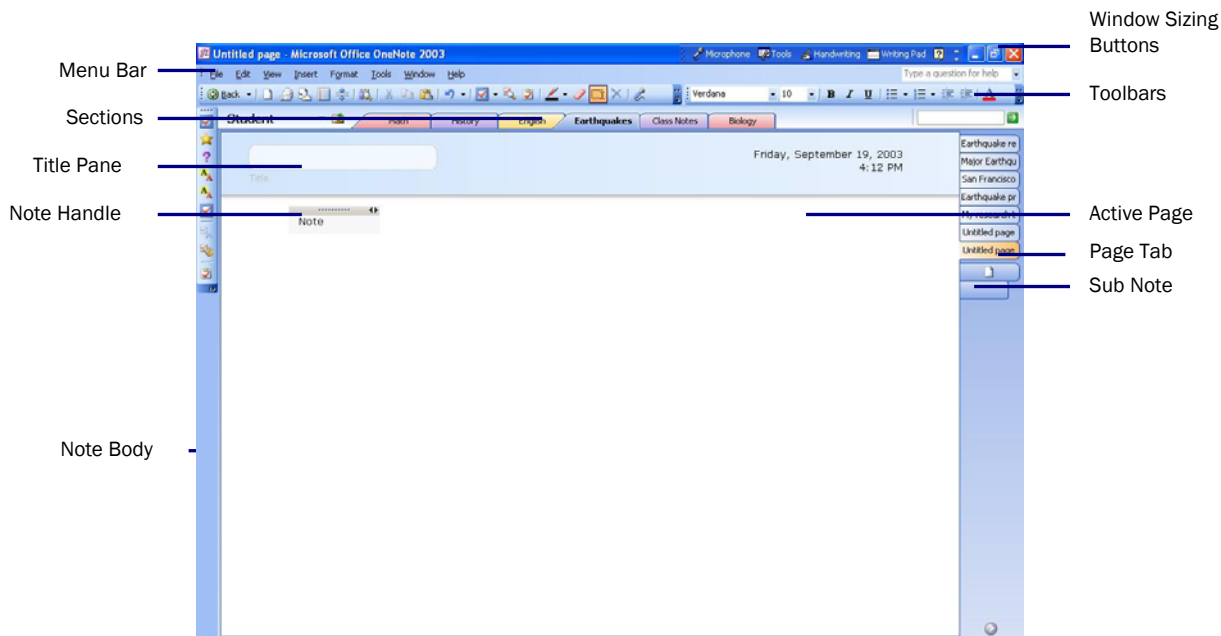 Window Sizing
Buttons
Untitled page - Microsoft Office OneNote 2003
Microphone Tools Handwriting Writing Pad
Menu Bar
File Edit View Insert Format Tools Window Help
Type a question for help
Back
Verdana 10 B I U A
Toolbars
Sections
Student Math History English Earthquakes Class Notes Biology
Title Pane
Title
Friday, September 19, 2003
4:12 PM
Earthquake re
Major Earthqu
San Francisco
Earthquake pr
My research
Untitled page
Untitled page
Note Handle
Note
Active Page
Page Tab
Sub Note
Note Body